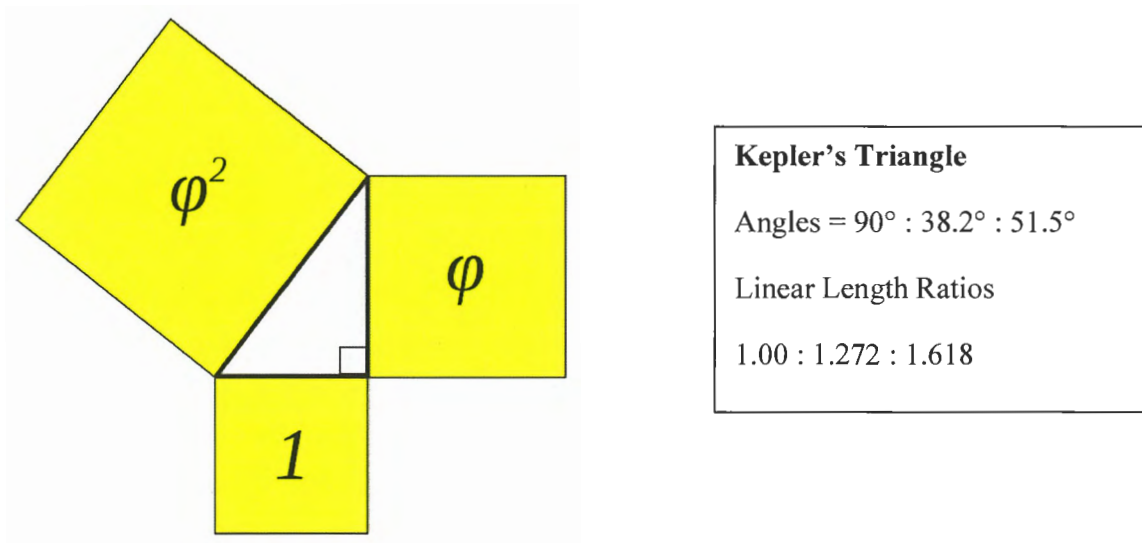 φ²
φ
1
Kepler's Triangle
Angles = 90° : 38.2° : 51.5°
Linear Length Ratios
1.00 : 1.272 : 1.618